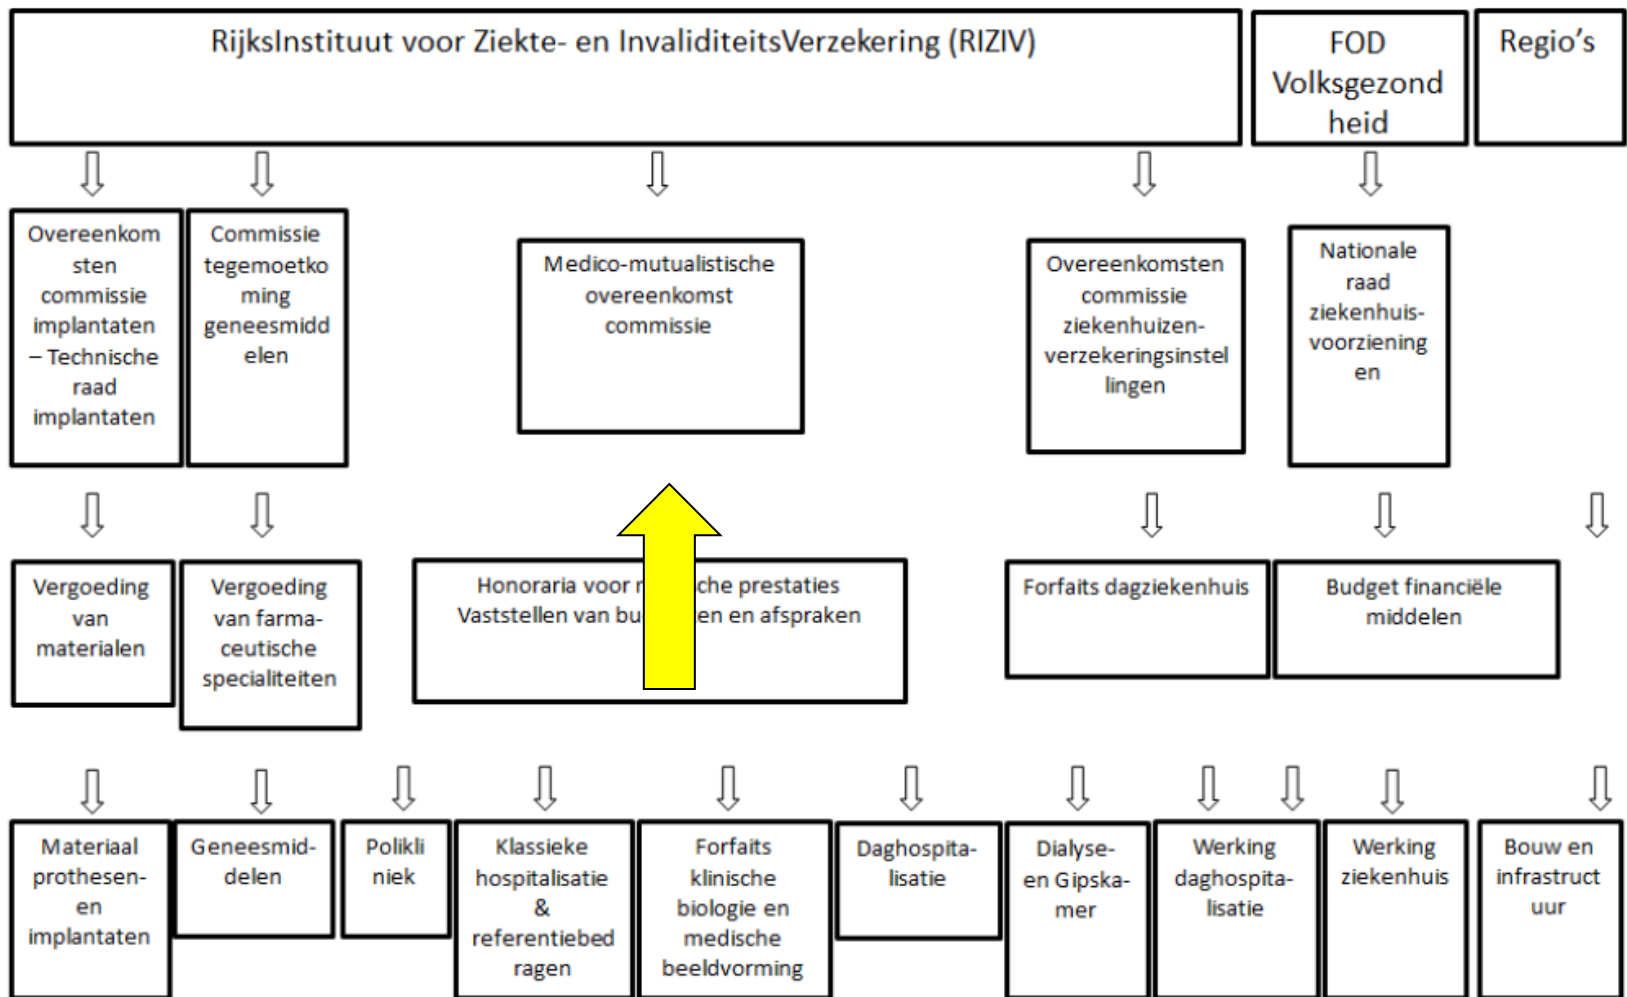 RijksInstituut voor Ziekte- en InvaliditeitsVerzekering (RIZIV)
FOD
Volksgezond
heid
Regio's
Overeenkom
sten
commissie
implantaten
– Technische
raad
implantaten
Commissie
tegemoetko
ming
geneesmidd
elen
Medico-mutualistische
overeenkomst
commissie
Overeenkomsten
commissie
ziekenhuizen-
verzekeringsinstel
lingen
Nationale
raad
ziekenhuis-
voorziening
en
Vergoeding
van
materialen
Vergoeding
van farma-
ceutische
specialiteiten
Honoraria voor che prestaties
Vaststellen van en en afspraken
Forfaits dagziekenhuis
Budget financiële
middelen
Materiaal
prothesen-
en
implantaten
Geneesmid-
delen
Polikli
niek
Klassieke
hospitalisatie
&
referentiebed
ragen
Forfaits
klinische
biologie en
medische
beeldvorming
Daghospita-
lisatie
Dialyse-
en Gipska-
mer
Werking
daghospita-
lisatie
Werking
ziekenhuis
Bouw en
infrastruct
uur